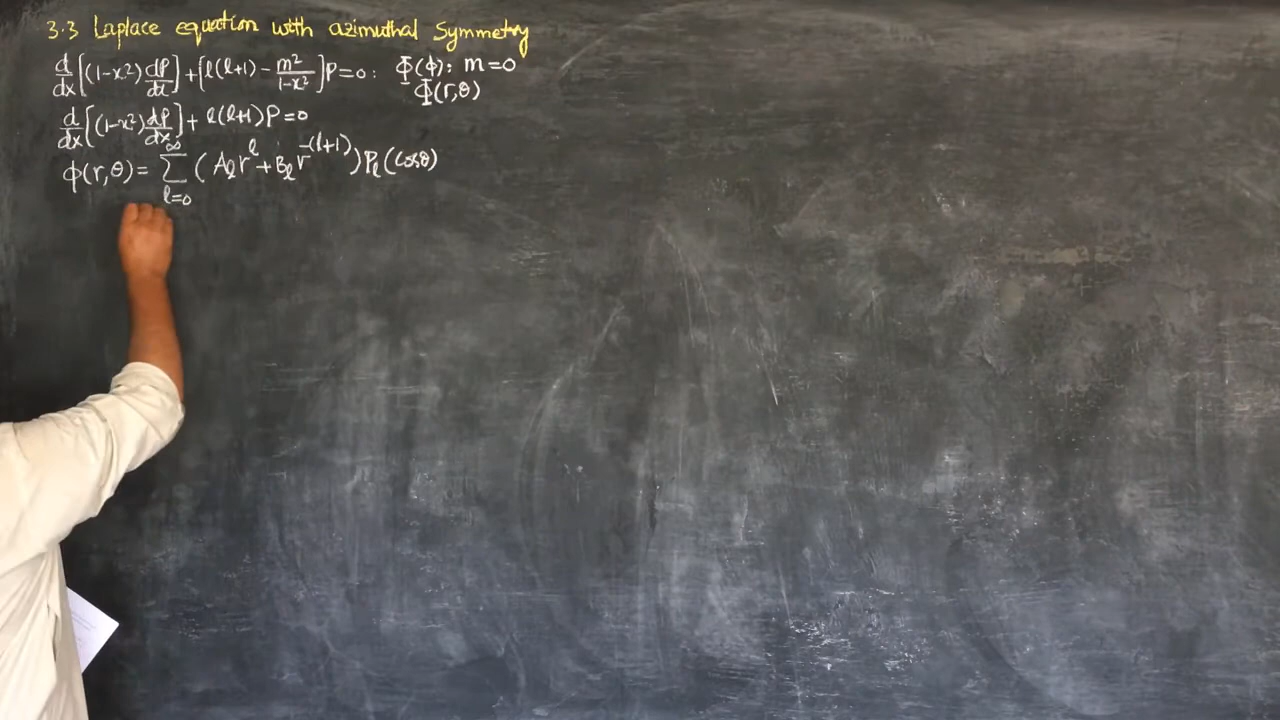 3.3 Laplace equation with azimuthal Symmetry
d/dx[(1-x²)dP/dx]+[l(l+1)-m²/(1-x²)]P=0: Φ(ϕ): m=0
Φ(r,θ)
d/dx[(1-x²)dP/dx]+l(l+1)P=0
ϕ(r,θ)=∑_{l=0}^{∞}(A_l r^l+B_l r^{-(l+1)})P_l(cosθ)